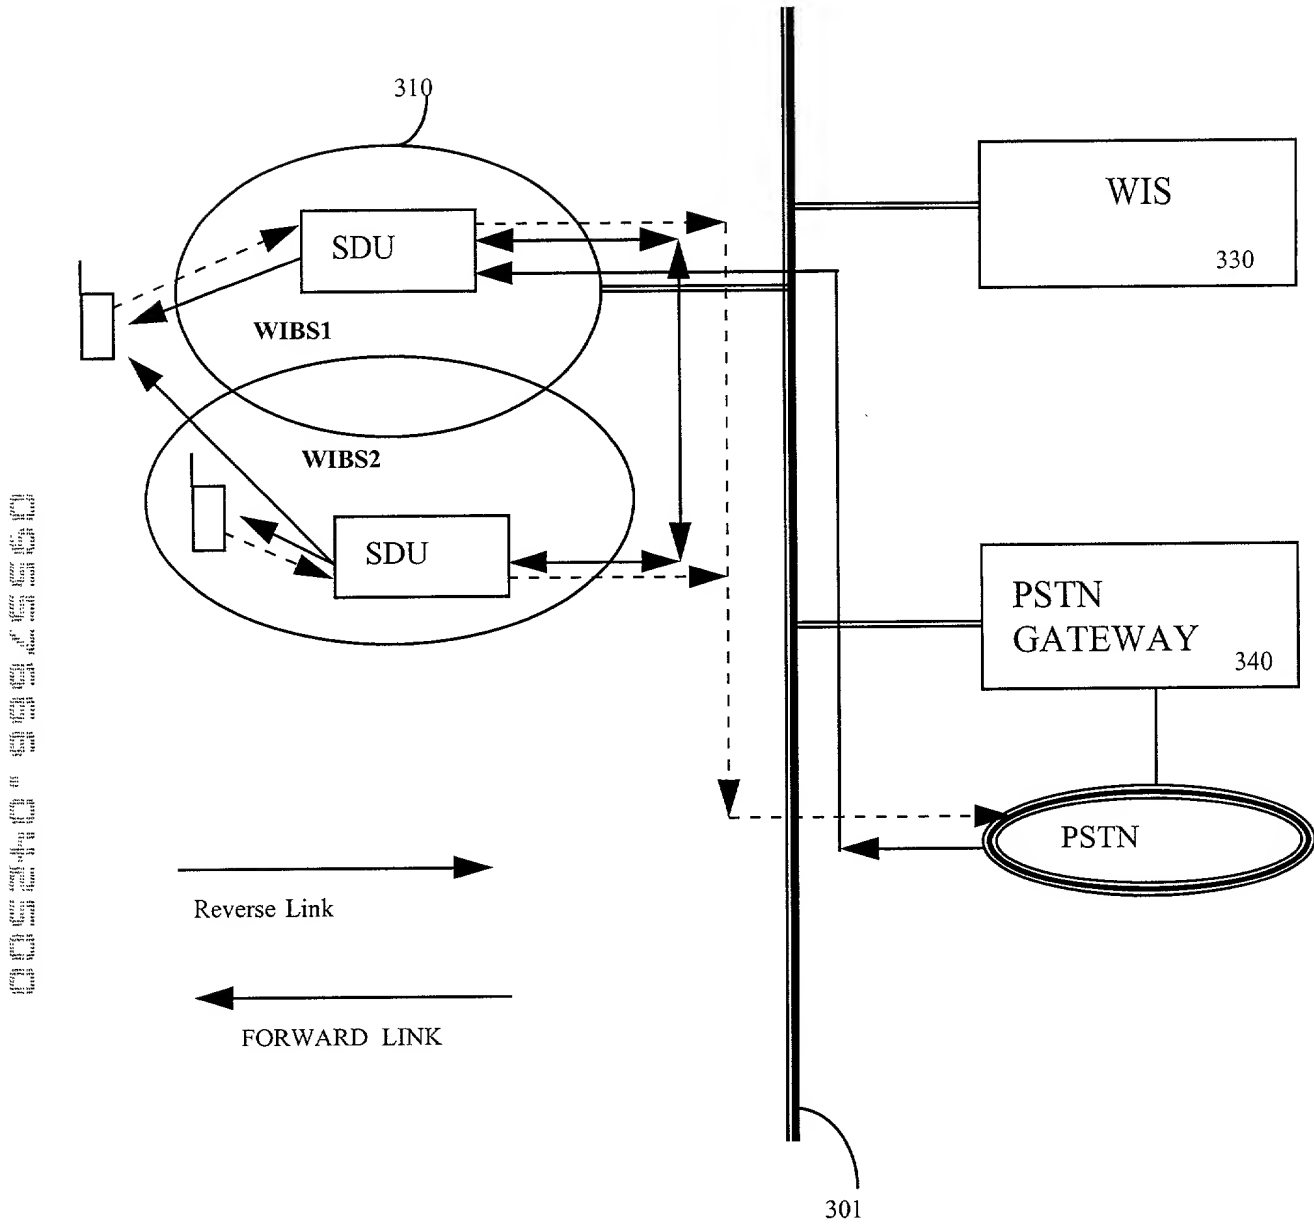 310
SDU
WIBS1
WIS
330
WIBS2
SDU
PSTN
GATEWAY
340
PSTN
Reverse Link
FORWARD LINK
301